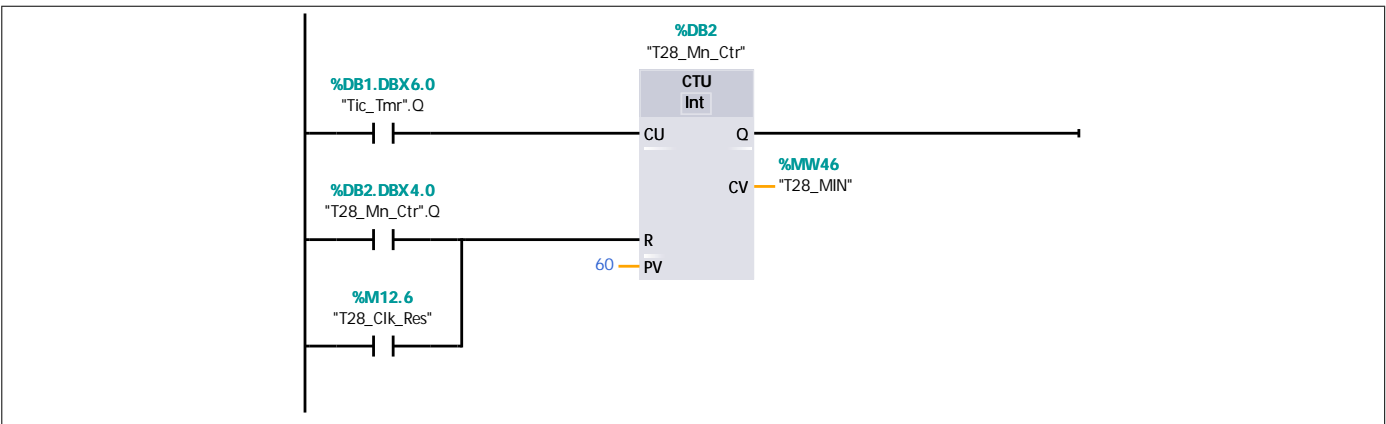 %DB2
"T28_Mn_Ctr"
%DB1.DBX6.0
"Tic_Tmr".Q
CTU
Int
CU
Q
%MW46
CV
"T28_MIN"
%DB2.DBX4.0
"T28_Mn_Ctr".Q
R
60
PV
%M12.6
"T28_Clk_Res"